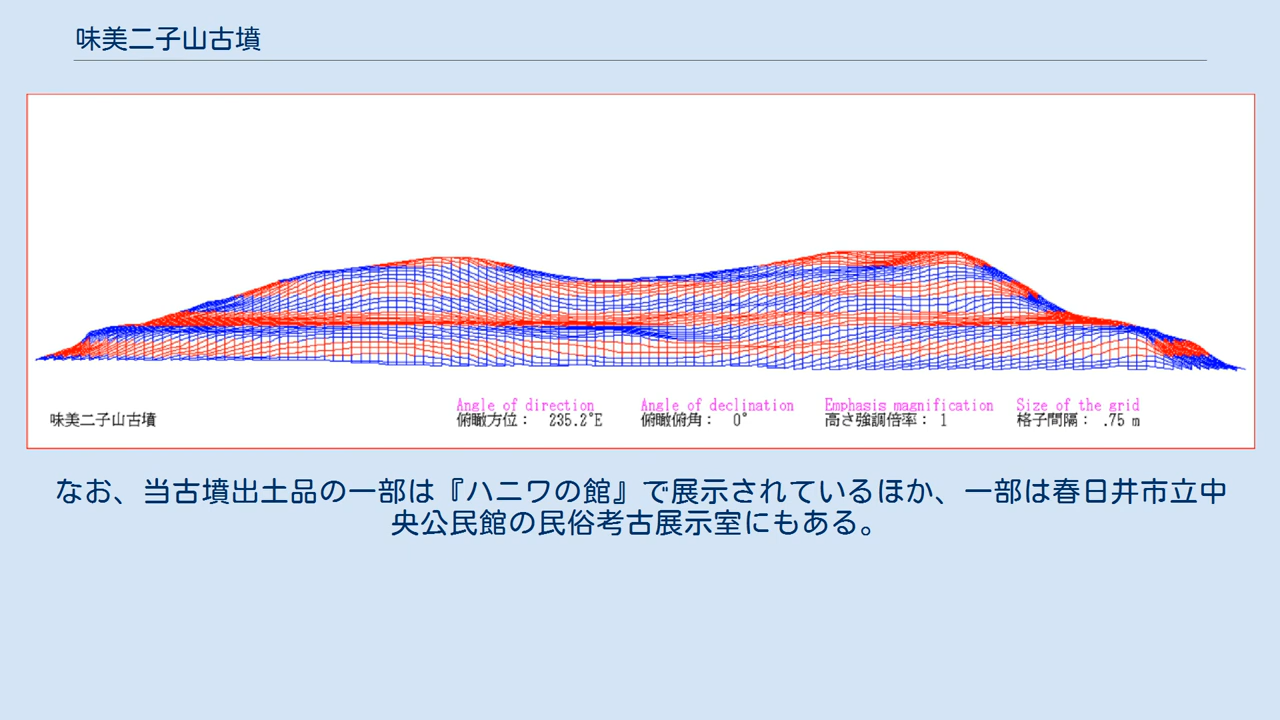 味美二子山古墳
Angle of direction Angle of declination Emphasis magnification Size of the grid
味美二子山古墳 俯瞰方位: 235.2°E 俯瞰俯角: 0° 高さ強調倍率: 1 格子間隔: .75 m
なお、当古墳出土品の一部は『ハニワの館』で展示されているほか、一部は春日井市立中
央公民館の民俗考古展示室にもある。